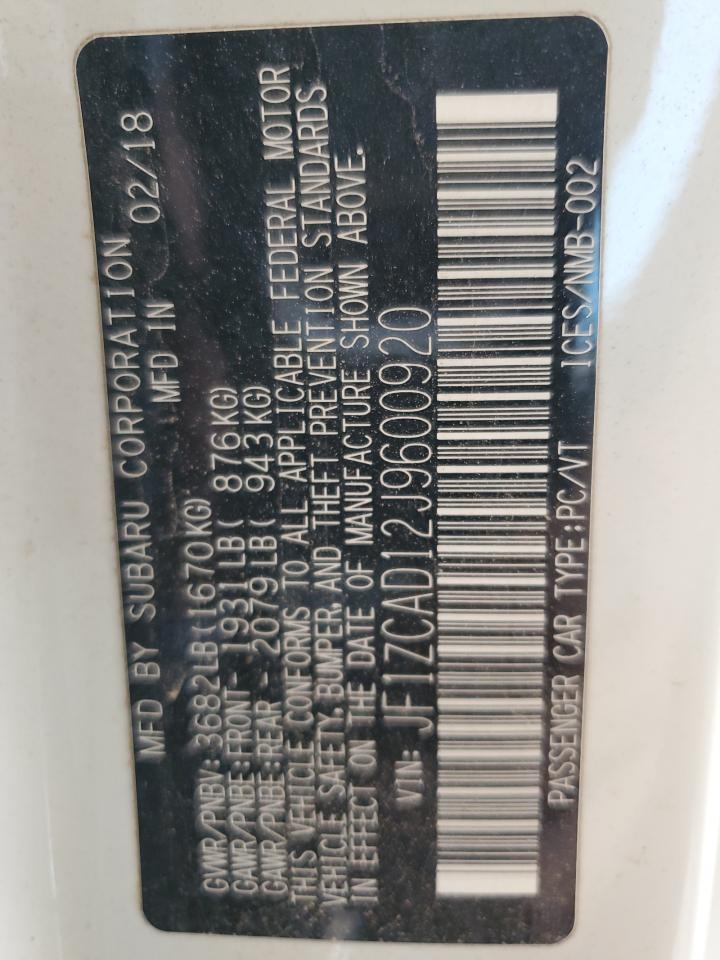 MFD BY SUBARU CORPORATION
MFD IN 02/18
GVWR/PNBV:3682LB(1670KG)
GAWR/PNBE:FRONT- 1931LB( 876KG)
GAWR/PNBE:REAR - 2079LB( 943KG)
THIS VEHICLE CONFORMS TO ALL APPLICABLE FEDERAL MOTOR
VEHICLE SAFETY, BUMPER, AND THEFT PREVENTION STANDARDS
IN EFFECT ON THE DATE OF MANUFACTURE SHOWN ABOVE.
VIN: JF1ZCAD12J9600920
PASSENGER CAR TYPE:PC/VT ICES/NMB-002